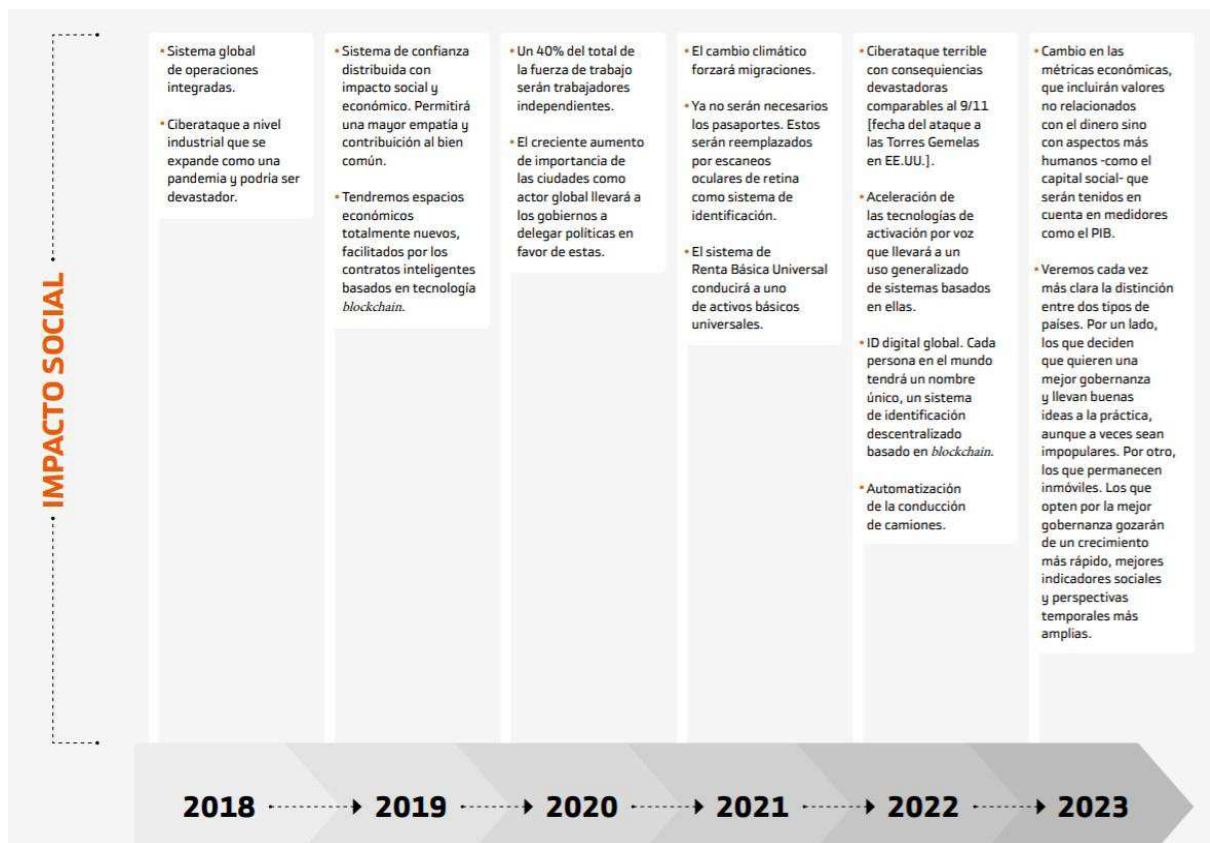 IMPACTO SOCIAL
• Sistema global
de operaciones
integradas.
• Ciberataque a nivel
industrial que se
expande como una
pandemia y podría ser
devastador.
• Sistema de confianza
distribuida con
impacto social y
económico. Permitirá
una mayor empatía y
contribución al bien
común.
• Tendremos espacios
económicos
totalmente nuevos,
facilitados por los
contratos inteligentes
basados en tecnología
blockchain.
• Un 40% del total de
la fuerza de trabajo
serán trabajadores
independientes.
• El creciente aumento
de importancia de
las ciudades como
actor global llevará a
los gobiernos a
delegar políticas en
favor de estas.
• El cambio climático
forzará migraciones.
• Ya no serán necesarios
los pasaportes. Estos
serán reemplazados
por escaneos
oculares de retina
como sistema de
identificación.
• El sistema de
Renta Básica Universal
conducirá a uno
de activos básicos
universales.
• Ciberataque terrible
con consequiencias
devastadoras
comparables al 9/11
[fecha del ataque a
las Torres Gemelas
en EE.UU.].
• Aceleración de
las tecnologías de
activación por voz
que llevará a un
uso generalizado
de sistemas basados
en ellas.
• ID digital global. Cada
persona en el mundo
tendrá un nombre
único, un sistema
de identificación
descentralizado
basado en blockchain.
• Automatización
de la conducción
de camiones.
• Cambio en las
métricas económicas,
que incluirán valores
no relacionados
con el dinero sino
con aspectos más
humanos -como el
capital social- que
serán tenidos en
cuenta en medidores
como el PIB.
• Veremos cada vez
más clara la distinción
entre dos tipos de
países. Por un lado,
los que deciden
que quieren una
mejor gobernanza
y llevan buenas
ideas a la práctica,
aunque a veces sean
impopulares. Por otro,
los que permanecen
inmóviles. Los que
opten por la mejor
gobernanza gozarán
de un crecimiento
más rápido, mejores
indicadores sociales
y perspectivas
temporales más
amplias.
2018 2019 2020 2021 2022 2023